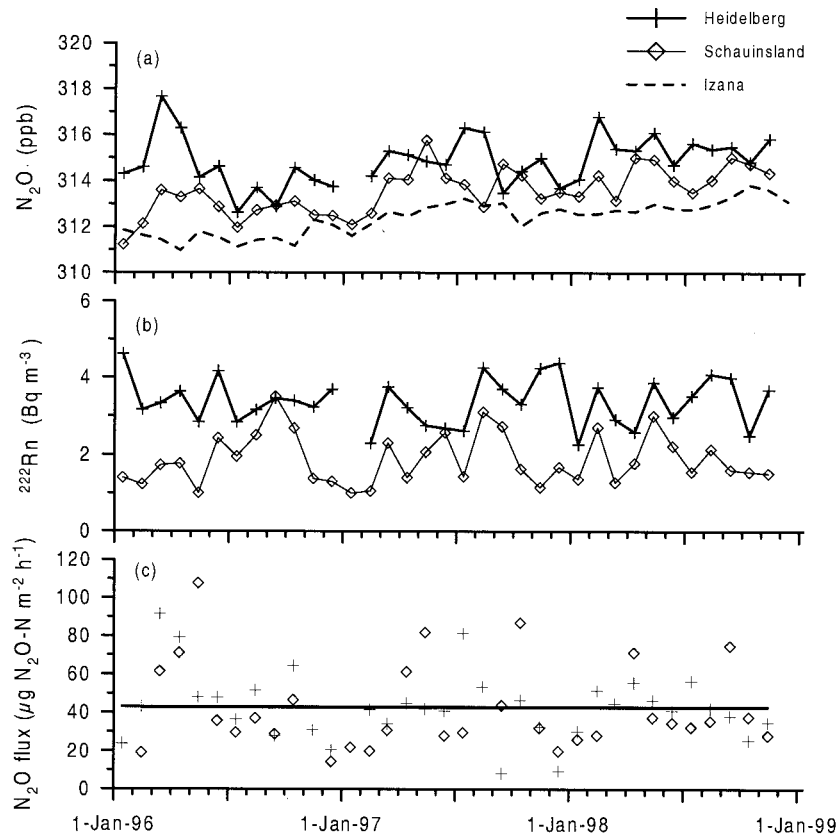 Heidelberg
Schauinsland
Izana
320
318
316
314
312
310
N₂O (ppb)
(a)
6
4
2
0
²²²Rn (Bq m⁻³)
(b)
120
100
80
60
40
20
0
N₂O flux (µg N₂O-N m⁻² h⁻¹)
(c)
1-Jan-96 1-Jan-97 1-Jan-98 1-Jan-99